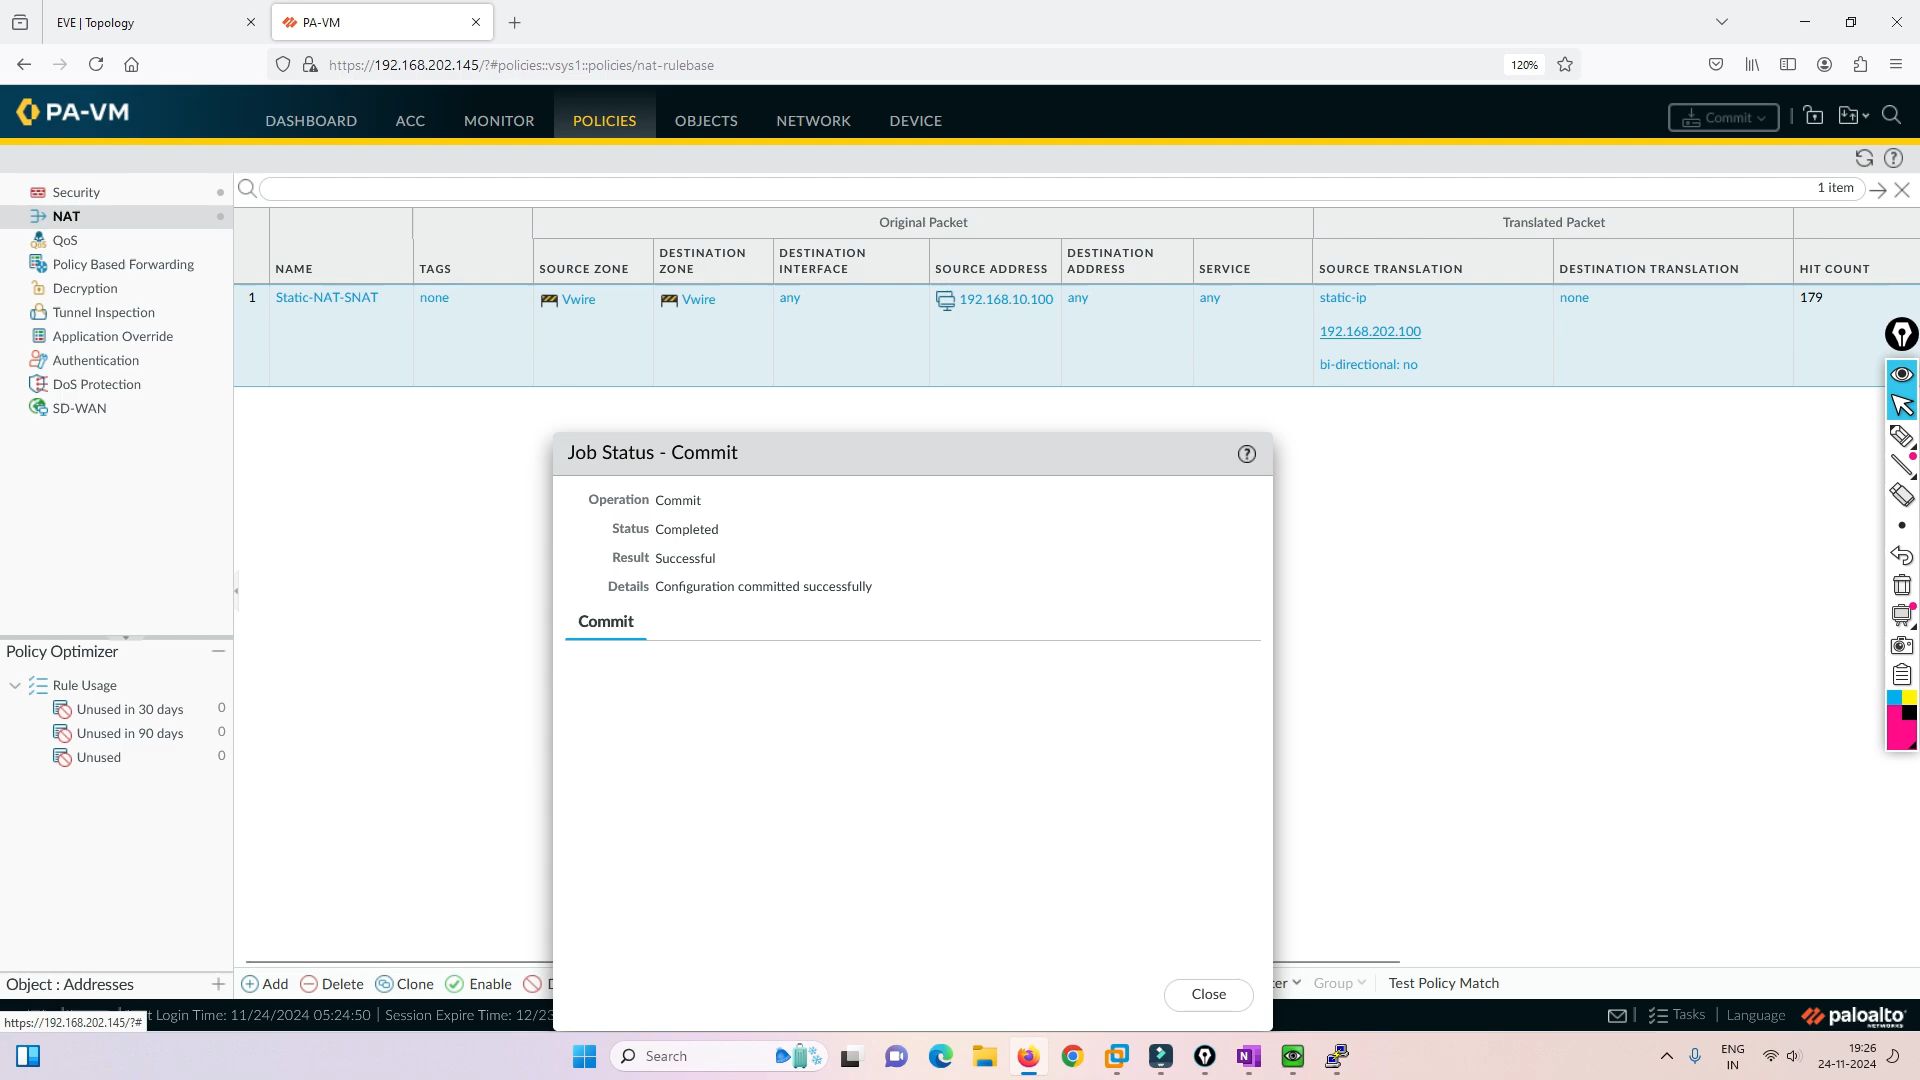 EVE | Topology
PA-VM
https://192.168.202.145/?#policies::vsys1::policies/nat-rulebase
120%
PA-VM
DASHBOARD
ACC
MONITOR
POLICIES
OBJECTS
NETWORK
DEVICE
Commit
1 item
Security
NAT
QoS
Policy Based Forwarding
Decryption
Tunnel Inspection
Application Override
Authentication
DoS Protection
SD-WAN
Original Packet
Translated Packet
NAME
TAGS
SOURCE ZONE
DESTINATION
ZONE
DESTINATION
INTERFACE
SOURCE ADDRESS
DESTINATION
ADDRESS
SERVICE
SOURCE TRANSLATION
DESTINATION TRANSLATION
HIT COUNT
1
Static-NAT-SNAT
none
Vwire
Vwire
any
192.168.10.100
any
any
static-ip
192.168.202.100
bi-directional: no
none
179
Job Status - Commit
Operation Commit
Status Completed
Result Successful
Details Configuration committed successfully
Commit
Close
Policy Optimizer
Rule Usage
Unused in 30 days 0
Unused in 90 days 0
Unused 0
Object : Addresses
Add
Delete
Clone
Enable
Group
Test Policy Match
Login Time: 11/24/2024 05:24:50 | Session Expire Time: 12/23
https://192.168.202.145/?#
Tasks
Language
paloalto
NETWORKS
Search
ENG
IN
19:26
24-11-2024